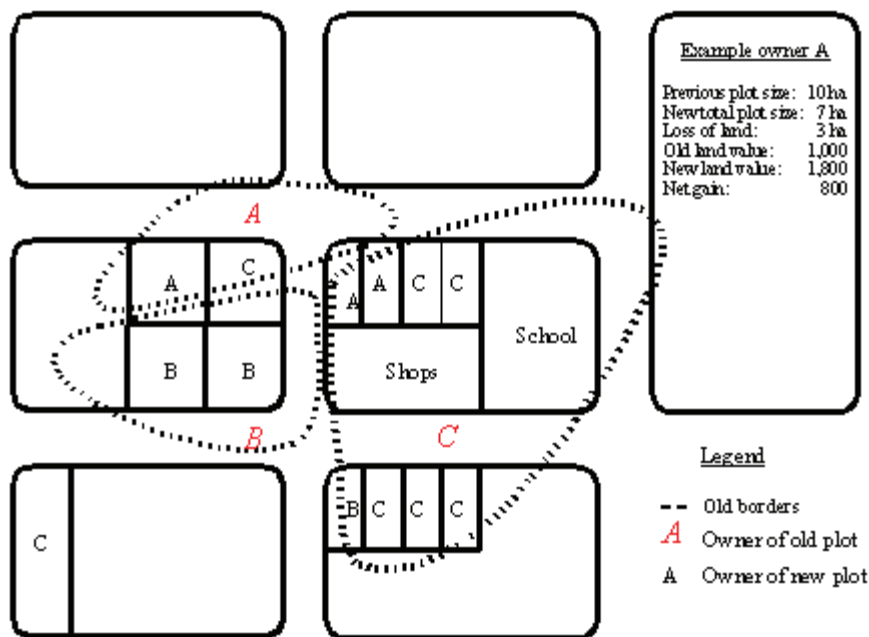 Example owner A
Previous plot size: 10 ha
New total plot size: 7 ha
Loss of land: 3 ha
Old land value: 1,000
New land value: 1,800
Net gain: 800
A
A
C
A
A
C
C
School
B
B
Shops
B
C
Legend
Old borders
A Owner of old plot
A Owner of new plot
C
B
C
C
C